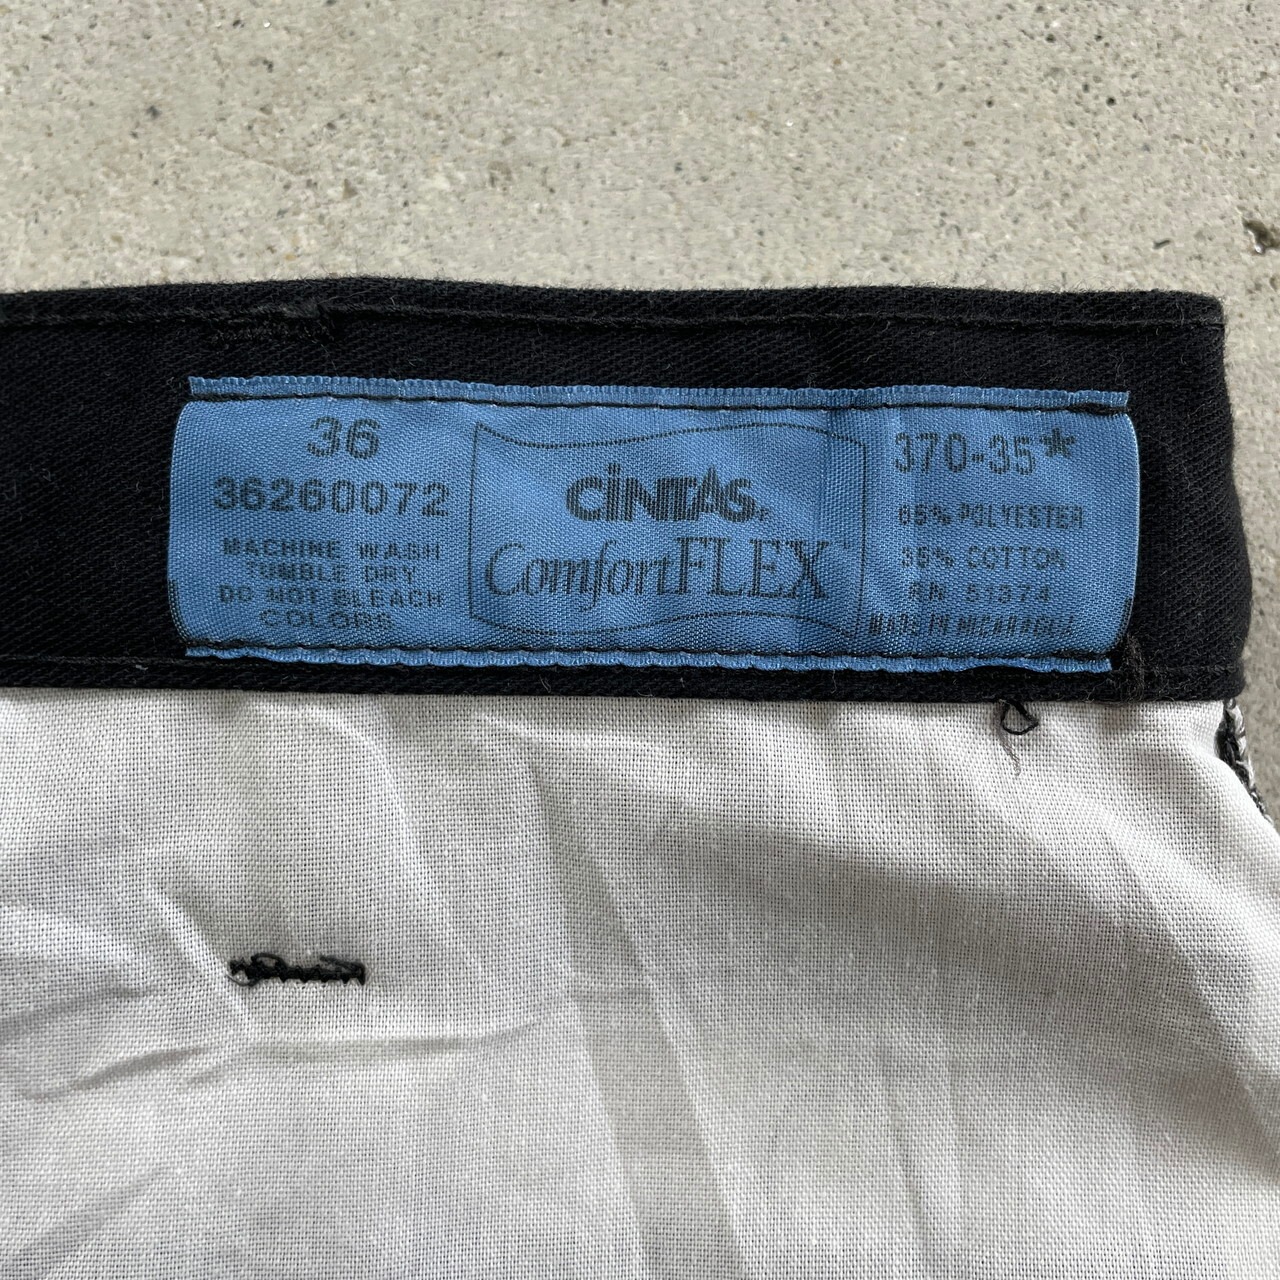 36
36260072
MACHINE WASH
TUMBLE DRY
DO NOT BLEACH
COLORS
CiNTAS.
ComfortFLEX™
370-35★
65% POLYESTER
35% COTTON
RN 51374
MADE IN NICARAGUA